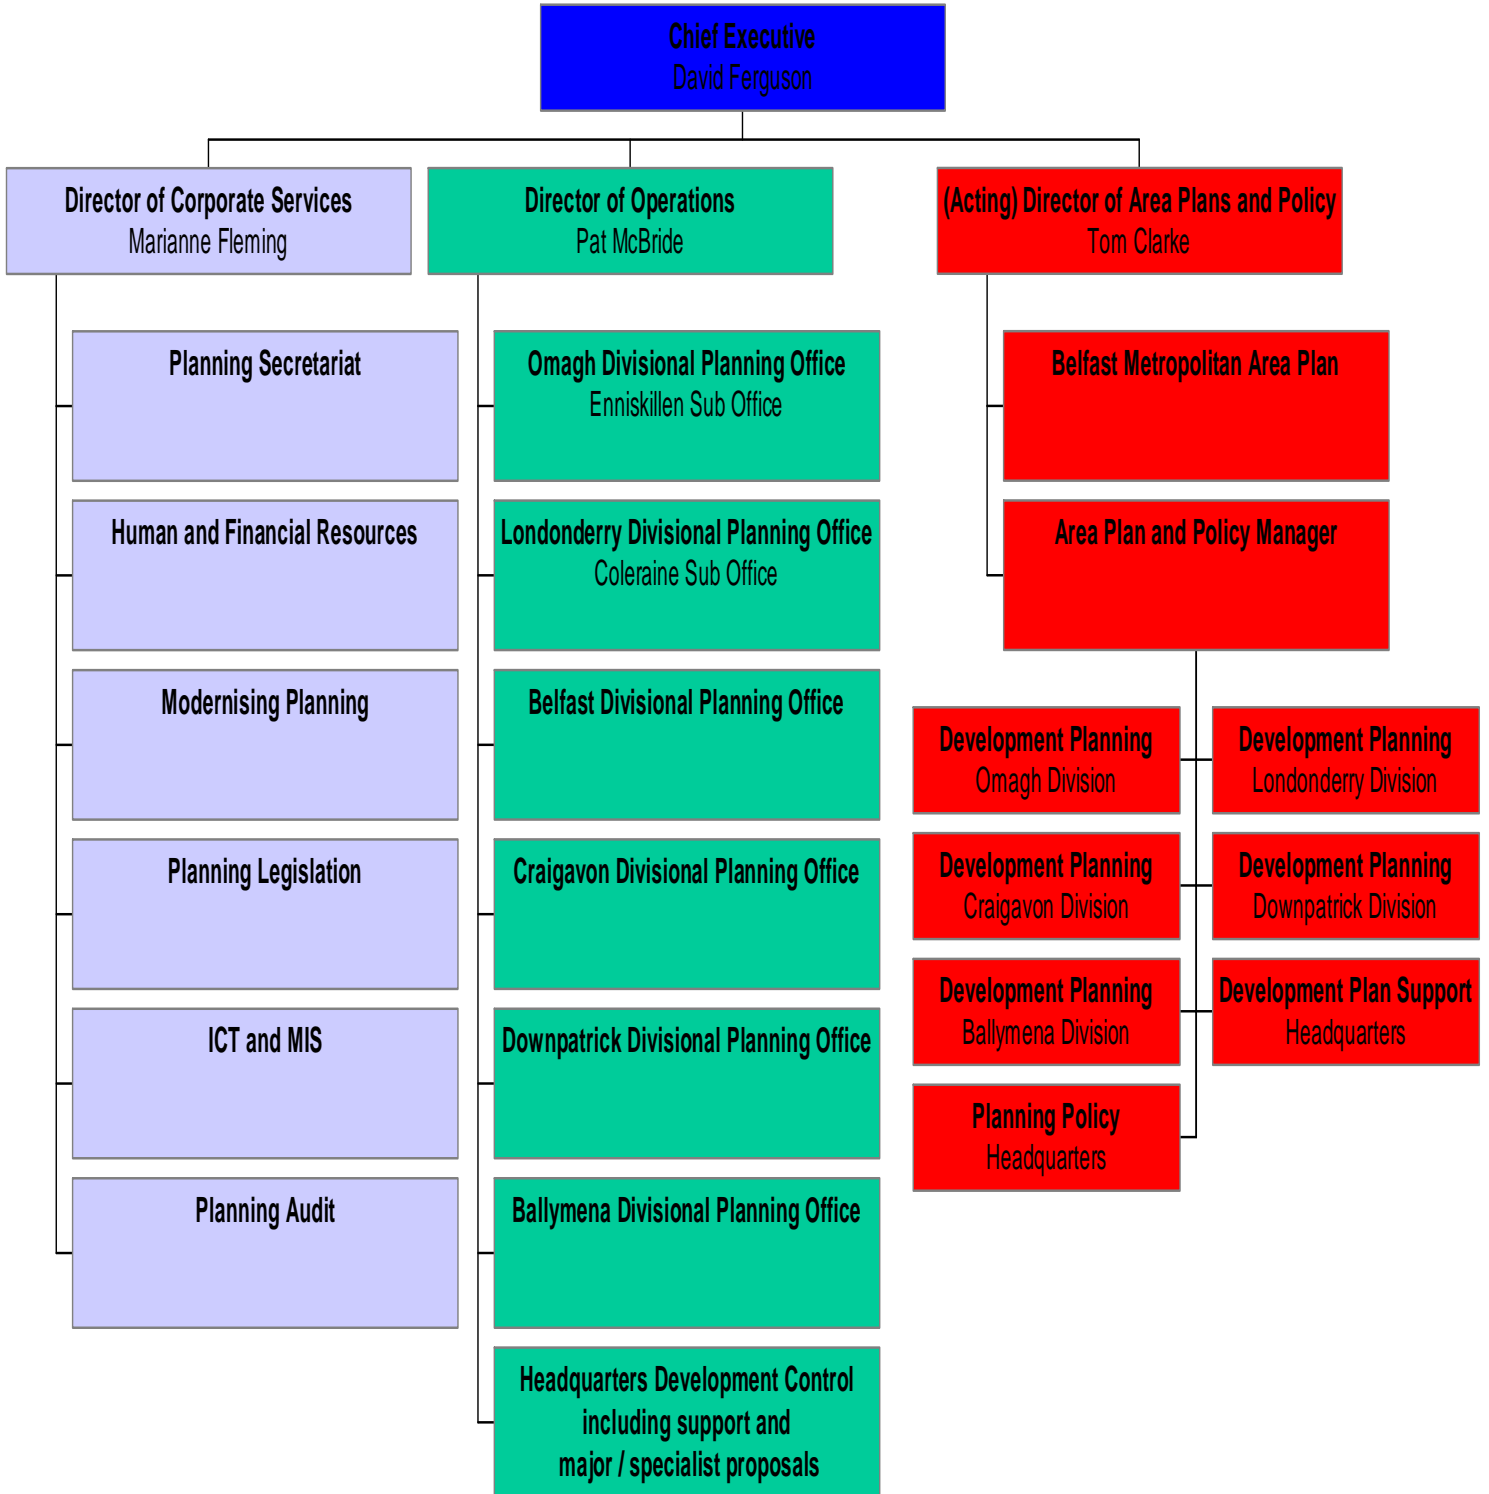 Chief Executive
David Ferguson
Director of Corporate Services
Marianne Fleming
Planning Secretariat
Human and Financial Resources
Modernising Planning
Planning Legislation
ICT and MIS
Planning Audit
Director of Operations
Pat McBride
Omagh Divisional Planning Office
Enniskillen Sub Office
Londonderry Divisional Planning Office
Coleraine Sub Office
Belfast Divisional Planning Office
Craigavon Divisional Planning Office
Downpatrick Divisional Planning Office
Ballymena Divisional Planning Office
Headquarters Development Control
including support and
major / specialist proposals
(Acting) Director of Area Plans and Policy
Tom Clarke
Belfast Metropolitan Area Plan
Area Plan and Policy Manager
Development Planning
Omagh Division
Development Planning
Londonderry Division
Development Planning
Craigavon Division
Development Planning
Downpatrick Division
Development Planning
Ballymena Division
Development Plan Support
Headquarters
Planning Policy
Headquarters